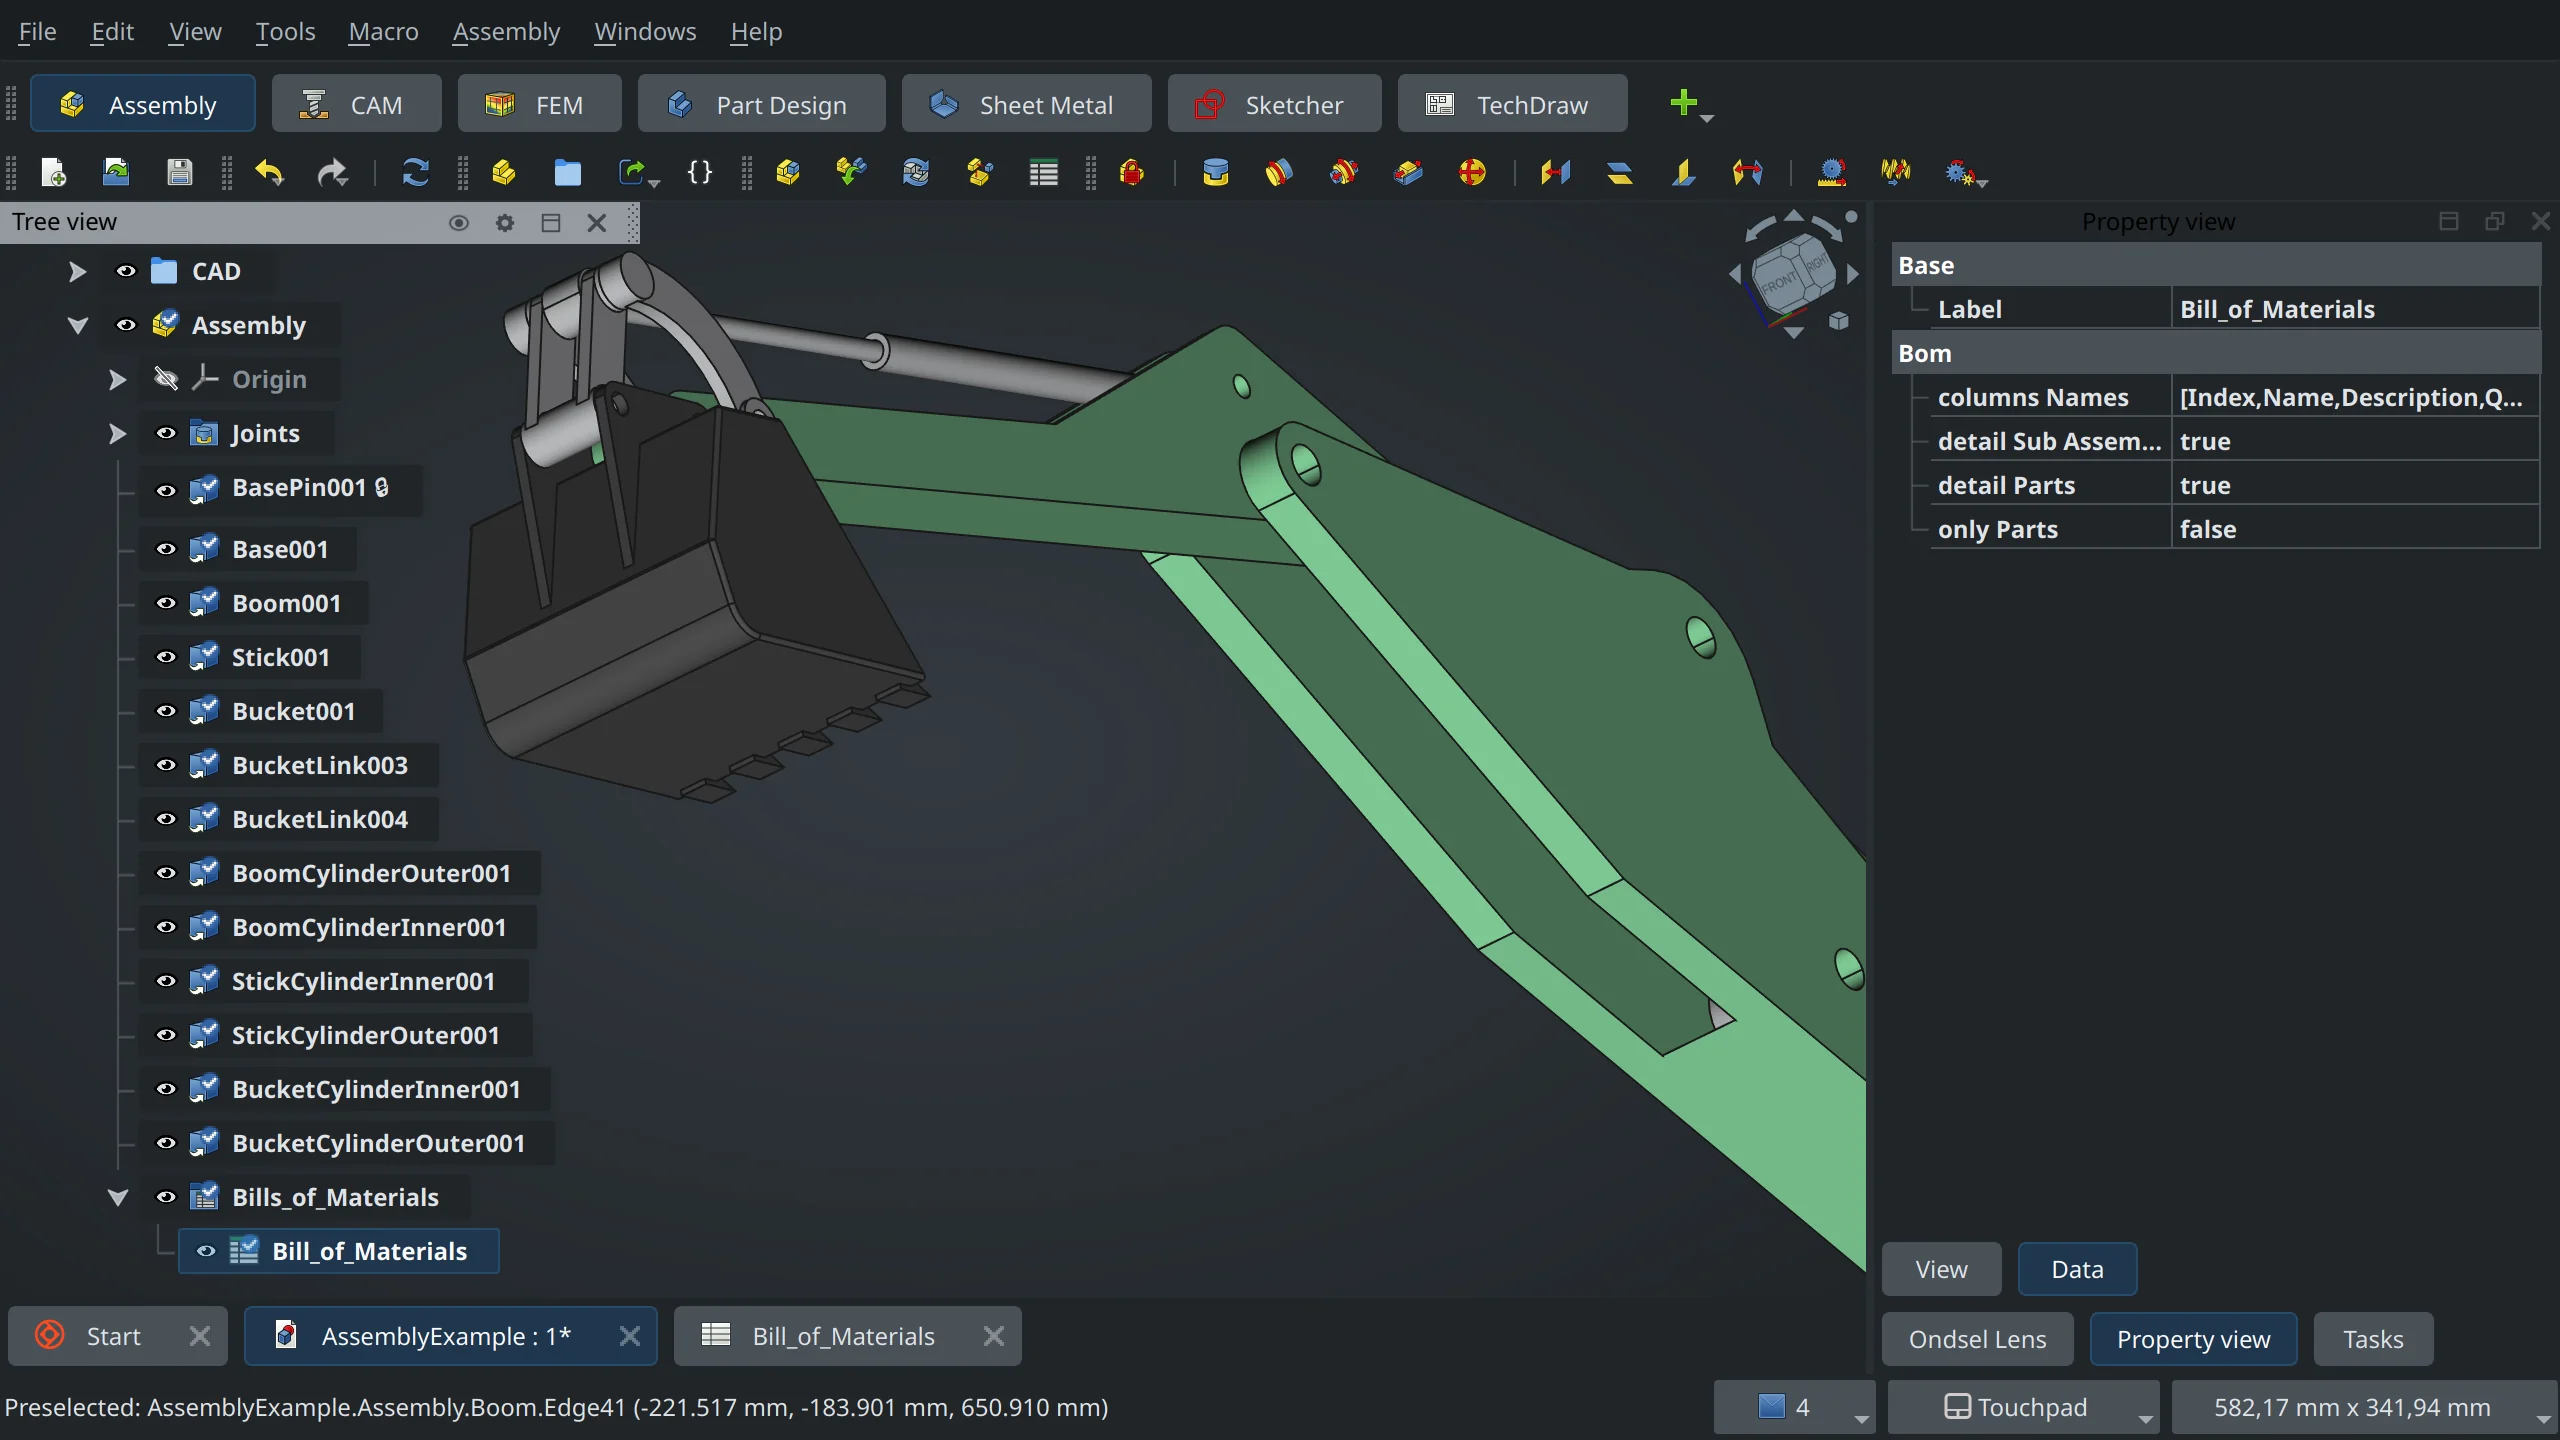 File Edit View Tools Macro Assembly Windows Help
Assembly CAM FEM Part Design Sheet Metal Sketcher TechDraw
Tree view
CAD
Assembly
Origin
Joints
BasePin001
Base001
Boom001
Stick001
Bucket001
BucketLink003
BucketLink004
BoomCylinderOuter001
BoomCylinderInner001
StickCylinderInner001
StickCylinderOuter001
BucketCylinderInner001
BucketCylinderOuter001
Bills_of_Materials
Bill_of_Materials
FRONT RIGHT
Property view
Base
Label Bill_of_Materials
Bom
columns Names [Index,Name,Description,Q...
detail Sub Assem... true
detail Parts true
only Parts false
View Data
Start AssemblyExample : 1* Bill_of_Materials
Ondsel Lens Property view Tasks
Preselected: AssemblyExample.Assembly.Boom.Edge41 (-221.517 mm, -183.901 mm, 650.910 mm)
4 Touchpad 582,17 mm x 341,94 mm